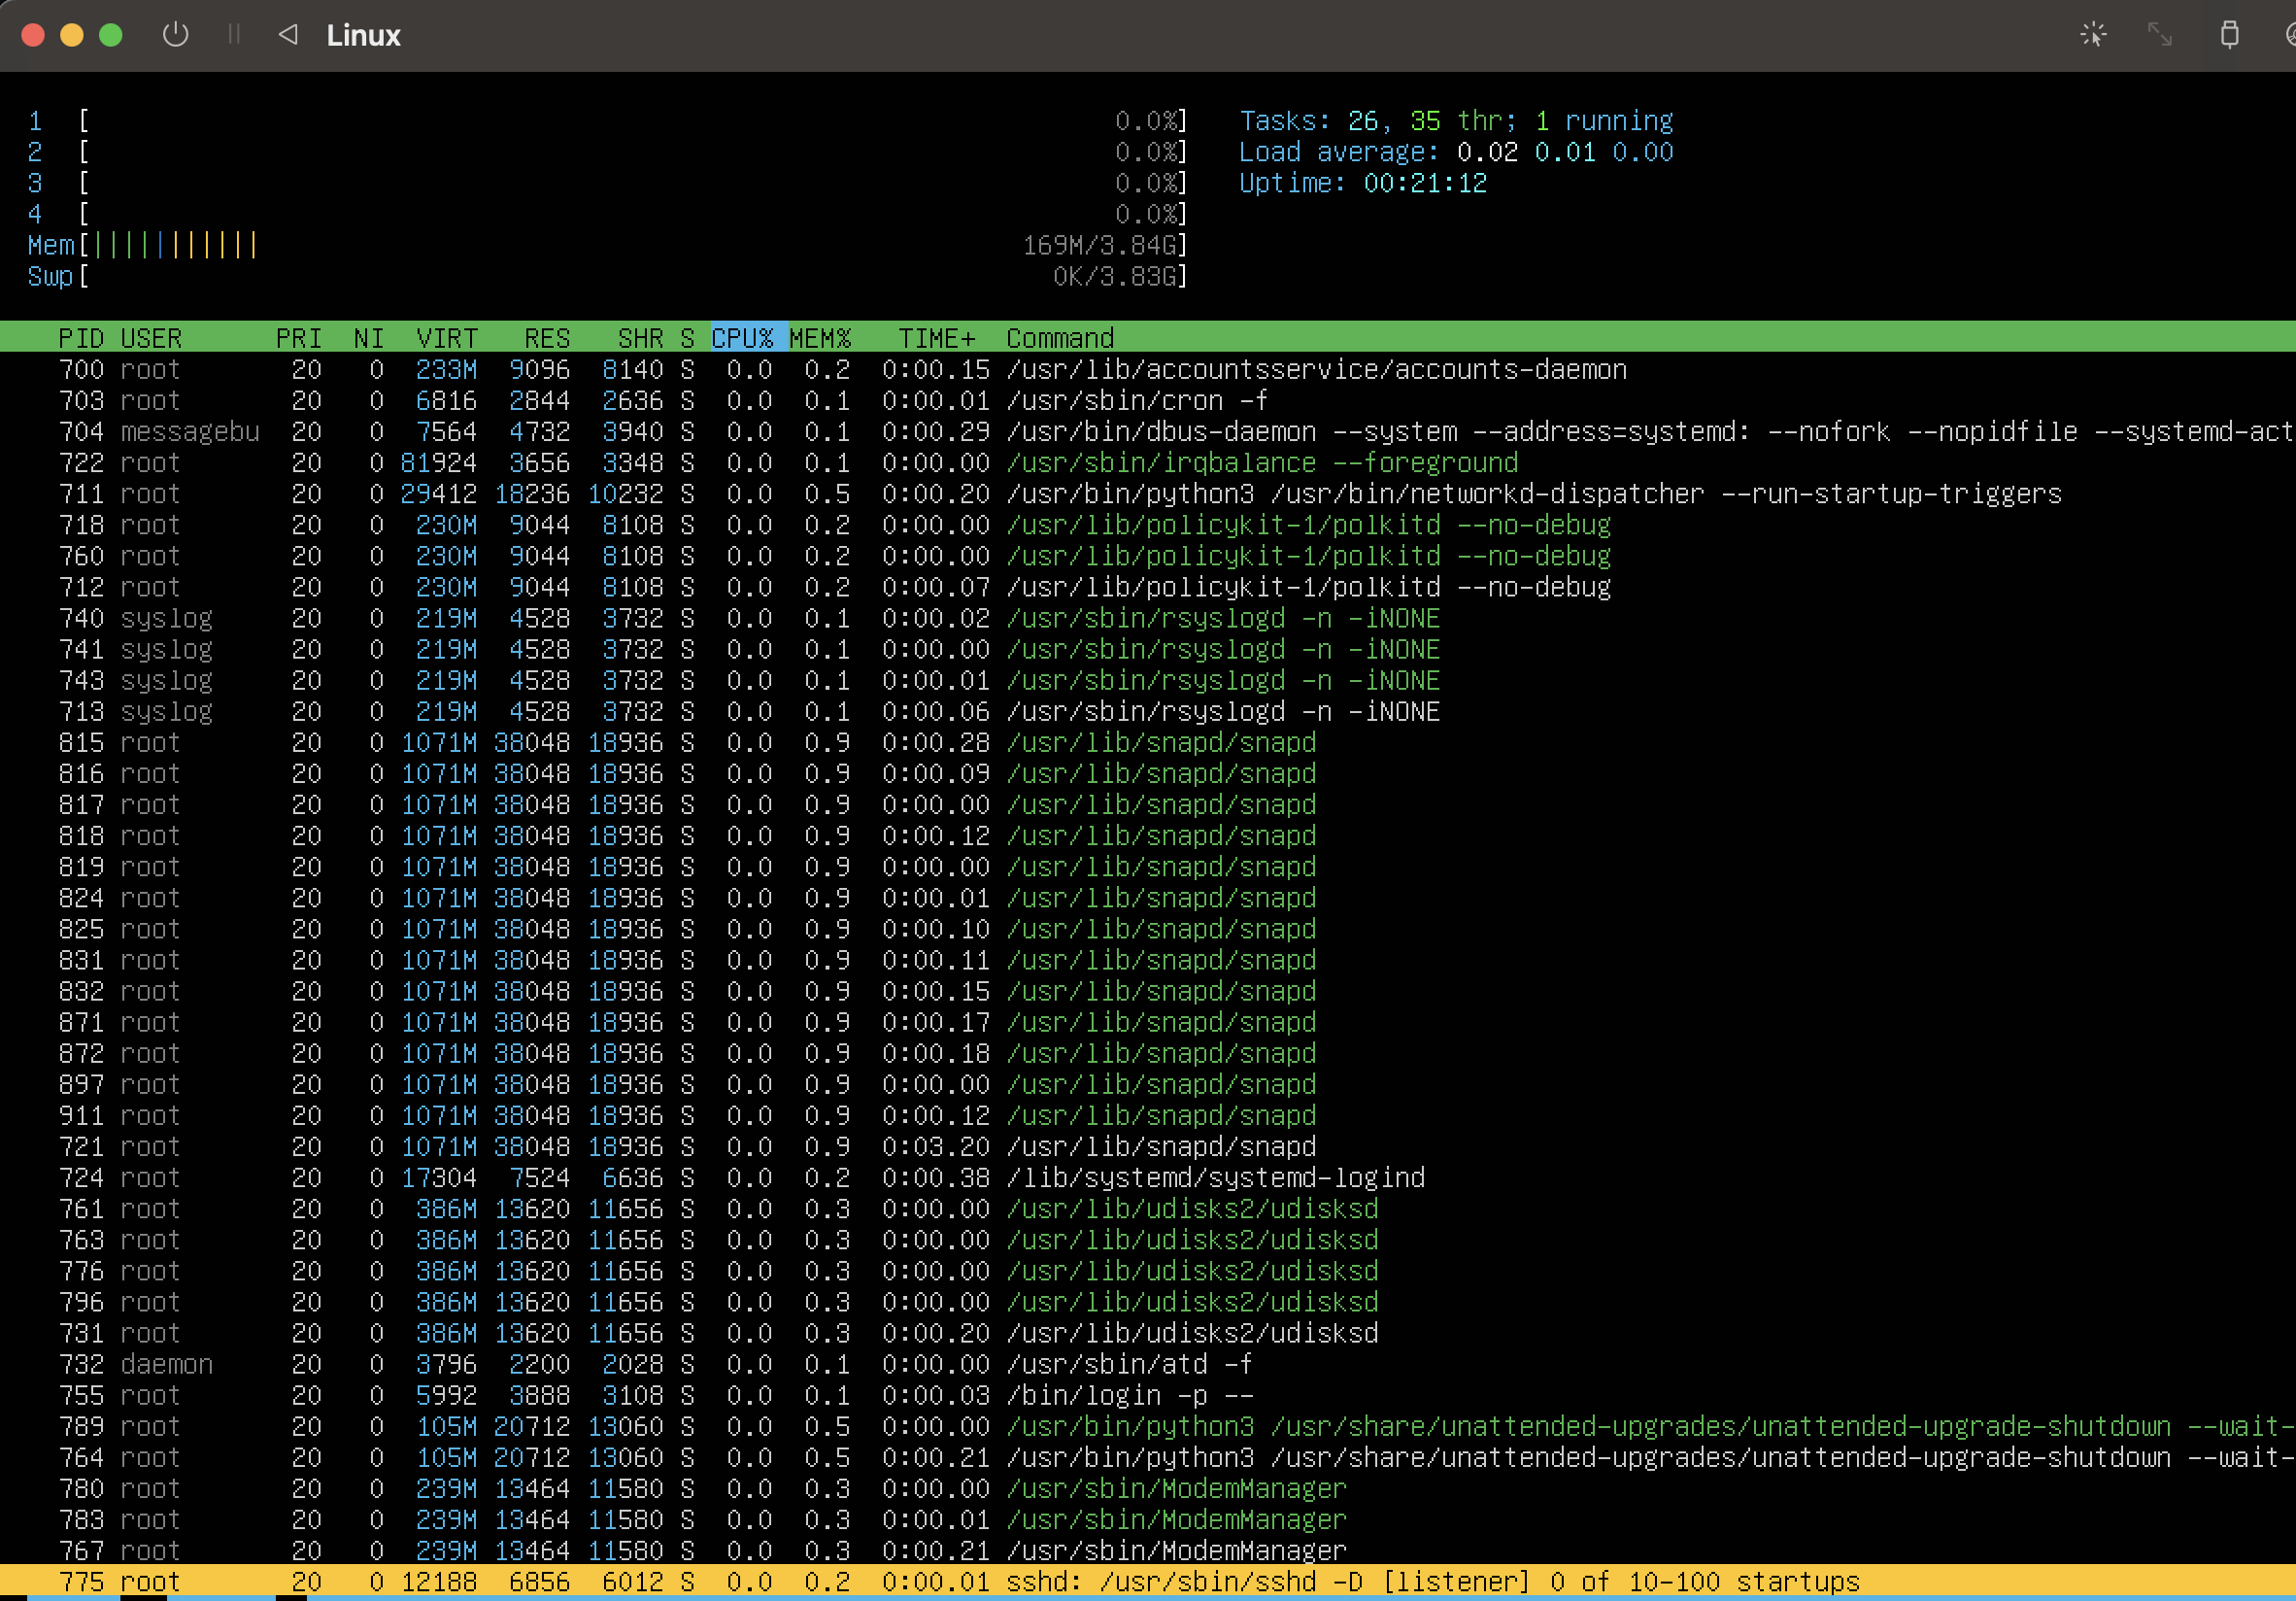 Linux
1 [ 0.0%] Tasks: 26, 35 thr; 1 running
2 [ 0.0%] Load average: 0.02 0.01 0.00
3 [ 0.0%] Uptime: 00:21:12
4 [ 0.0%]
Mem[||||||||||| 169M/3.84G]
Swp[ 0K/3.83G]
PID USER PRI NI VIRT RES SHR S CPU% MEM% TIME+ Command
700 root 20 0 233M 9096 8140 S 0.0 0.2 0:00.15 /usr/lib/accountsservice/accounts-daemon
703 root 20 0 6816 2844 2636 S 0.0 0.1 0:00.01 /usr/sbin/cron -f
704 messagebu 20 0 7564 4732 3940 S 0.0 0.1 0:00.29 /usr/bin/dbus-daemon --system --address=systemd: --nofork --nopidfile --systemd-act
722 root 20 0 81924 3656 3348 S 0.0 0.1 0:00.00 /usr/sbin/irqbalance --foreground
711 root 20 0 29412 18236 10232 S 0.0 0.5 0:00.20 /usr/bin/python3 /usr/bin/networkd-dispatcher --run-startup-triggers
718 root 20 0 230M 9044 8108 S 0.0 0.2 0:00.00 /usr/lib/policykit-1/polkitd --no-debug
760 root 20 0 230M 9044 8108 S 0.0 0.2 0:00.00 /usr/lib/policykit-1/polkitd --no-debug
712 root 20 0 230M 9044 8108 S 0.0 0.2 0:00.07 /usr/lib/policykit-1/polkitd --no-debug
740 syslog 20 0 219M 4528 3732 S 0.0 0.1 0:00.02 /usr/sbin/rsyslogd -n -iNONE
741 syslog 20 0 219M 4528 3732 S 0.0 0.1 0:00.00 /usr/sbin/rsyslogd -n -iNONE
743 syslog 20 0 219M 4528 3732 S 0.0 0.1 0:00.01 /usr/sbin/rsyslogd -n -iNONE
713 syslog 20 0 219M 4528 3732 S 0.0 0.1 0:00.06 /usr/sbin/rsyslogd -n -iNONE
815 root 20 0 1071M 38048 18936 S 0.0 0.9 0:00.28 /usr/lib/snapd/snapd
816 root 20 0 1071M 38048 18936 S 0.0 0.9 0:00.09 /usr/lib/snapd/snapd
817 root 20 0 1071M 38048 18936 S 0.0 0.9 0:00.00 /usr/lib/snapd/snapd
818 root 20 0 1071M 38048 18936 S 0.0 0.9 0:00.12 /usr/lib/snapd/snapd
819 root 20 0 1071M 38048 18936 S 0.0 0.9 0:00.00 /usr/lib/snapd/snapd
824 root 20 0 1071M 38048 18936 S 0.0 0.9 0:00.01 /usr/lib/snapd/snapd
825 root 20 0 1071M 38048 18936 S 0.0 0.9 0:00.10 /usr/lib/snapd/snapd
831 root 20 0 1071M 38048 18936 S 0.0 0.9 0:00.11 /usr/lib/snapd/snapd
832 root 20 0 1071M 38048 18936 S 0.0 0.9 0:00.15 /usr/lib/snapd/snapd
871 root 20 0 1071M 38048 18936 S 0.0 0.9 0:00.17 /usr/lib/snapd/snapd
872 root 20 0 1071M 38048 18936 S 0.0 0.9 0:00.18 /usr/lib/snapd/snapd
897 root 20 0 1071M 38048 18936 S 0.0 0.9 0:00.00 /usr/lib/snapd/snapd
911 root 20 0 1071M 38048 18936 S 0.0 0.9 0:00.12 /usr/lib/snapd/snapd
721 root 20 0 1071M 38048 18936 S 0.0 0.9 0:03.20 /usr/lib/snapd/snapd
724 root 20 0 17304 7524 6636 S 0.0 0.2 0:00.38 /lib/systemd/systemd-logind
761 root 20 0 386M 13620 11656 S 0.0 0.3 0:00.00 /usr/lib/udisks2/udisksd
763 root 20 0 386M 13620 11656 S 0.0 0.3 0:00.00 /usr/lib/udisks2/udisksd
776 root 20 0 386M 13620 11656 S 0.0 0.3 0:00.00 /usr/lib/udisks2/udisksd
796 root 20 0 386M 13620 11656 S 0.0 0.3 0:00.00 /usr/lib/udisks2/udisksd
731 root 20 0 386M 13620 11656 S 0.0 0.3 0:00.20 /usr/lib/udisks2/udisksd
732 daemon 20 0 3796 2200 2028 S 0.0 0.1 0:00.00 /usr/sbin/atd -f
755 root 20 0 5992 3888 3108 S 0.0 0.1 0:00.03 /bin/login -p --
789 root 20 0 105M 20712 13060 S 0.0 0.5 0:00.00 /usr/bin/python3 /usr/share/unattended-upgrades/unattended-upgrade-shutdown --wait-
764 root 20 0 105M 20712 13060 S 0.0 0.5 0:00.21 /usr/bin/python3 /usr/share/unattended-upgrades/unattended-upgrade-shutdown --wait-
780 root 20 0 239M 13464 11580 S 0.0 0.3 0:00.00 /usr/sbin/ModemManager
783 root 20 0 239M 13464 11580 S 0.0 0.3 0:00.01 /usr/sbin/ModemManager
767 root 20 0 239M 13464 11580 S 0.0 0.3 0:00.21 /usr/sbin/ModemManager
775 root 20 0 12188 6856 6012 S 0.0 0.2 0:00.01 sshd: /usr/sbin/sshd -D [listener] 0 of 10-100 startups